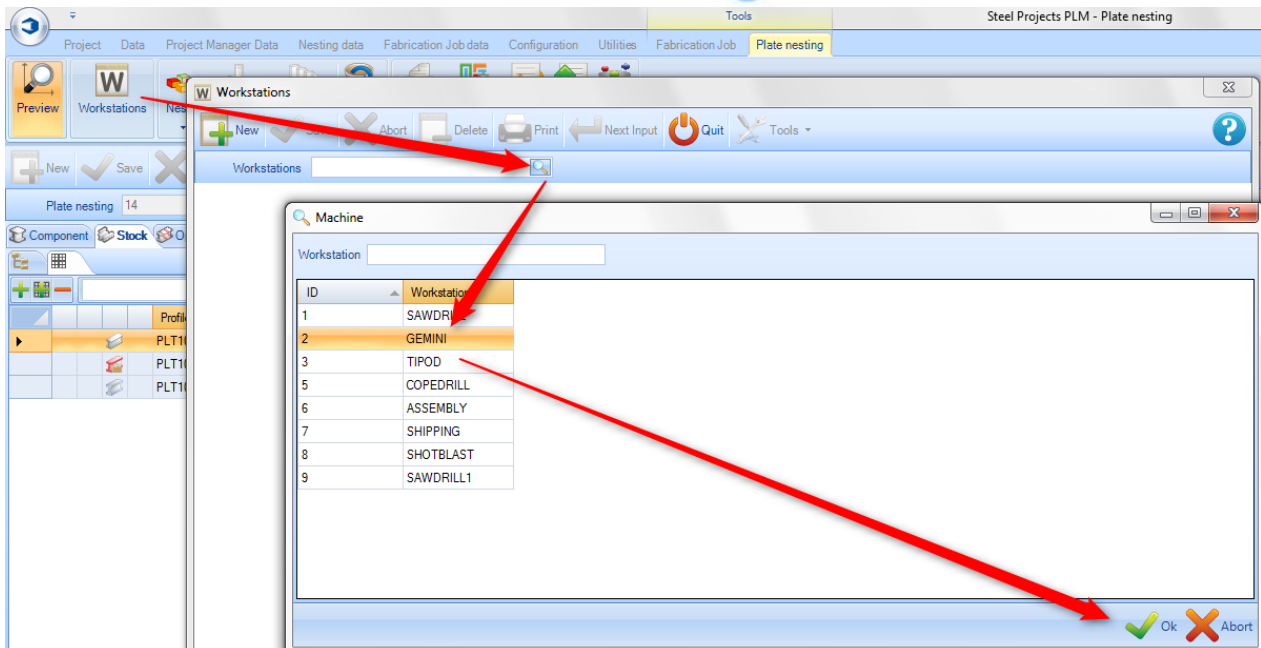 Tools
Steel Projects PLM - Plate nesting
Project Data Project Manager Data Nesting data Fabrication Job data Configuration Utilities Fabrication Job Plate nesting
W
Preview Workstations
W Workstations
New Abort Delete Print Next Input Quit Tools
?
New Save
Workstations
Plate nesting 14
Machine
Component Stock
Workstation
ID Workstation
1
2 GEMINI
3 TIPOD
5 COPEDRILL
6 ASSEMBLY
7 SHIPPING
8 SHOTBLAST
9 SAWDRILL1
Ok Abort